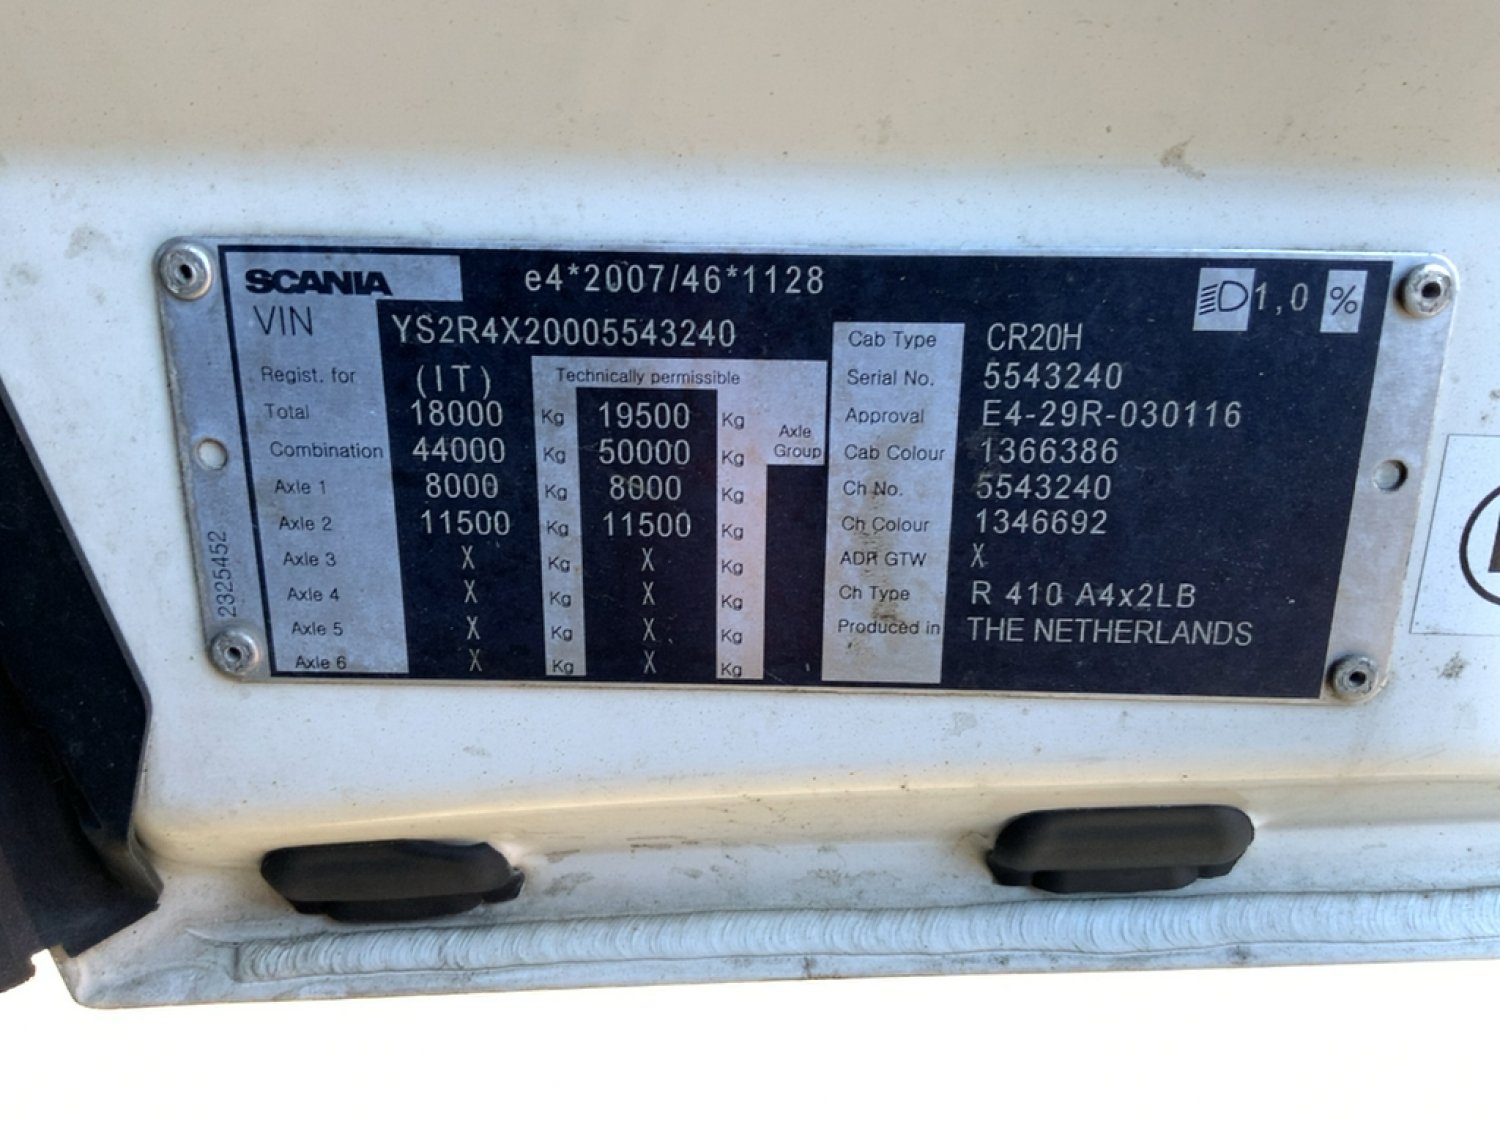 SCANIA e4*2007/46*1128 1,0 %
VIN YS2R4X20005543240
Regist. for (IT) Technically permissible
Total 18000 Kg 19500 Kg
Axle Group
Combination 44000 Kg 50000 Kg
Axle 1 8000 Kg 8000 Kg
Axle 2 11500 Kg 11500 Kg
Axle 3 X Kg X Kg
Axle 4 X Kg X Kg
Axle 5 X Kg X Kg
Axle 6 X Kg X Kg
Cab Type CR20H
Serial No. 5543240
Approval E4-29R-030116
Cab Colour 1366386
Ch No. 5543240
Ch Colour 1346692
ADR GTW X
Ch Type R 410 A4x2LB
Produced in THE NETHERLANDS
2325452